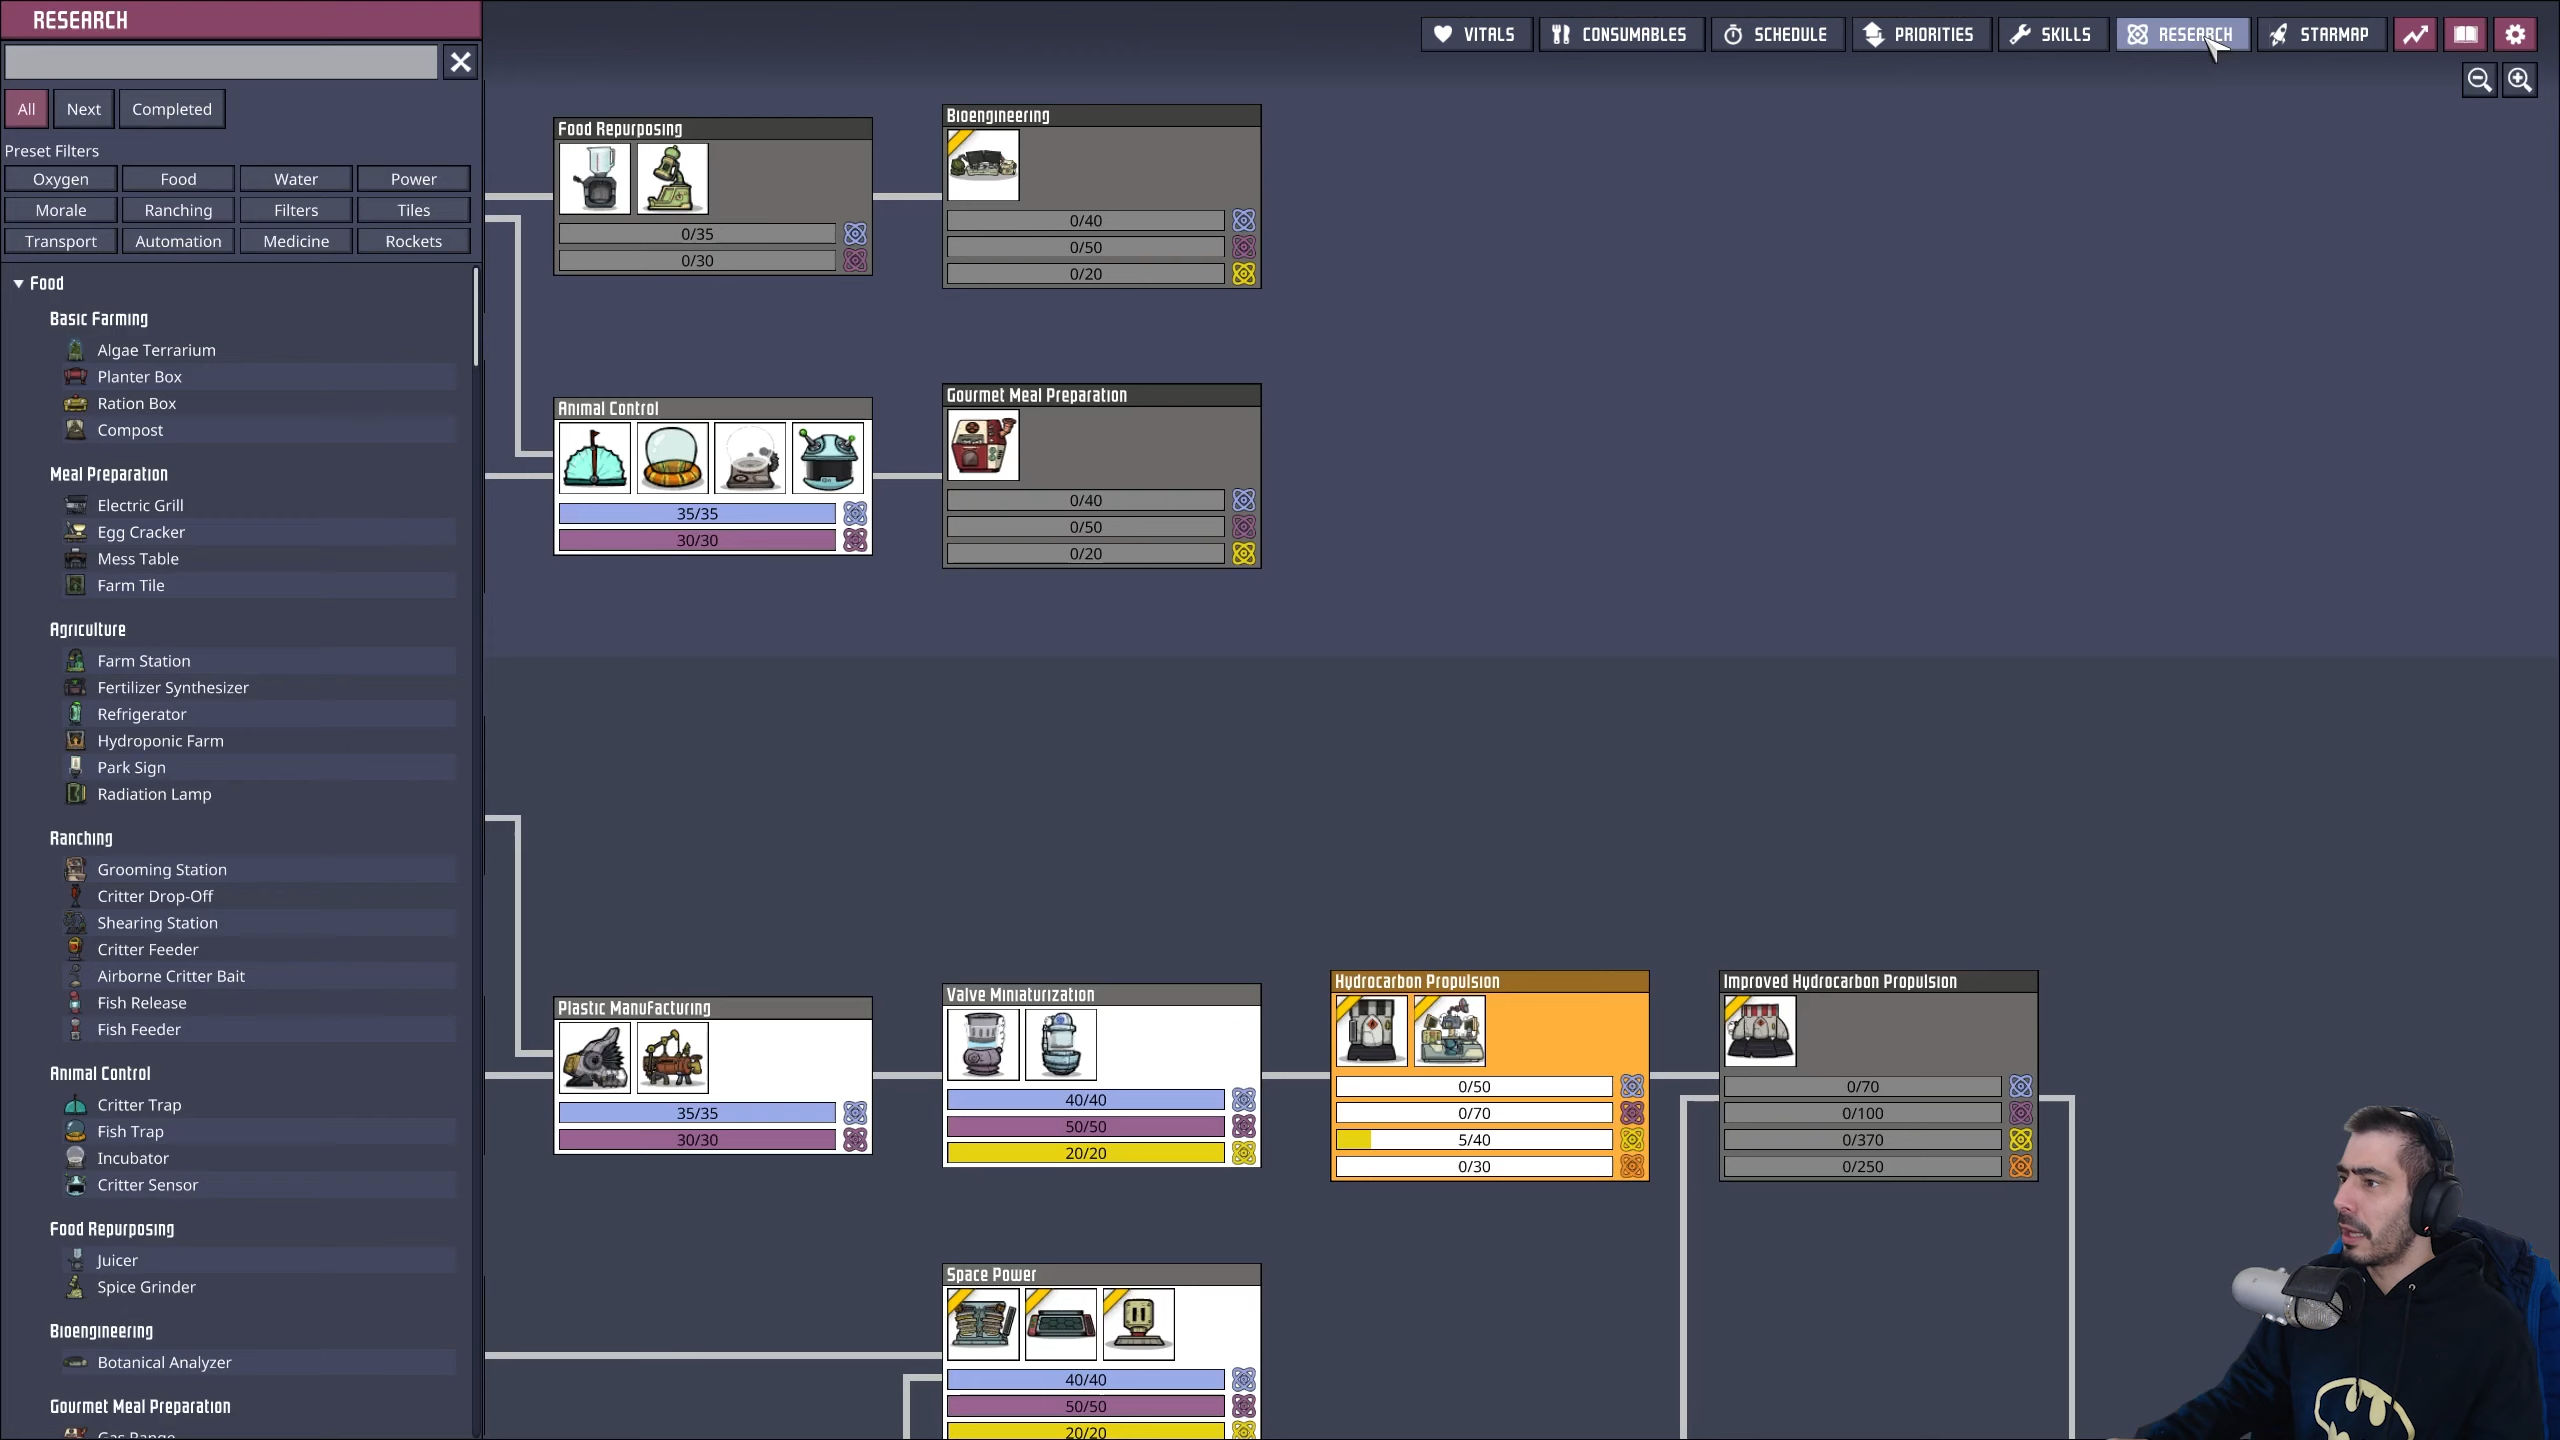 RESEARCH
VITALS
CONSUMABLES
SCHEDULE
PRIORITIES
SKILLS
RESEARCH
STARMAP
All
Next
Completed
Preset Filters
Oxygen
Food
Water
Power
Morale
Ranching
Filters
Tiles
Transport
Automation
Medicine
Rockets
Food
Basic Farming
Algae Terrarium
Planter Box
Ration Box
Compost
Meal Preparation
Electric Grill
Egg Cracker
Mess Table
Farm Tile
Agriculture
Farm Station
Fertilizer Synthesizer
Refrigerator
Hydroponic Farm
Park Sign
Radiation Lamp
Ranching
Grooming Station
Critter Drop-Off
Shearing Station
Critter Feeder
Airborne Critter Bait
Fish Release
Fish Feeder
Animal Control
Critter Trap
Fish Trap
Incubator
Critter Sensor
Food Repurposing
Juicer
Spice Grinder
Bioengineering
Botanical Analyzer
Gourmet Meal Preparation
Gas Range
Food Repurposing
0/35
0/30
Bioengineering
0/40
0/50
0/20
Animal Control
35/35
30/30
Gourmet Meal Preparation
0/40
0/50
0/20
Plastic Manufacturing
35/35
30/30
Valve Miniaturization
40/40
50/50
20/20
Hydrocarbon Propulsion
0/50
0/70
5/40
0/30
Improved Hydrocarbon Propulsion
0/70
0/100
0/370
0/250
Space Power
40/40
50/50
20/20